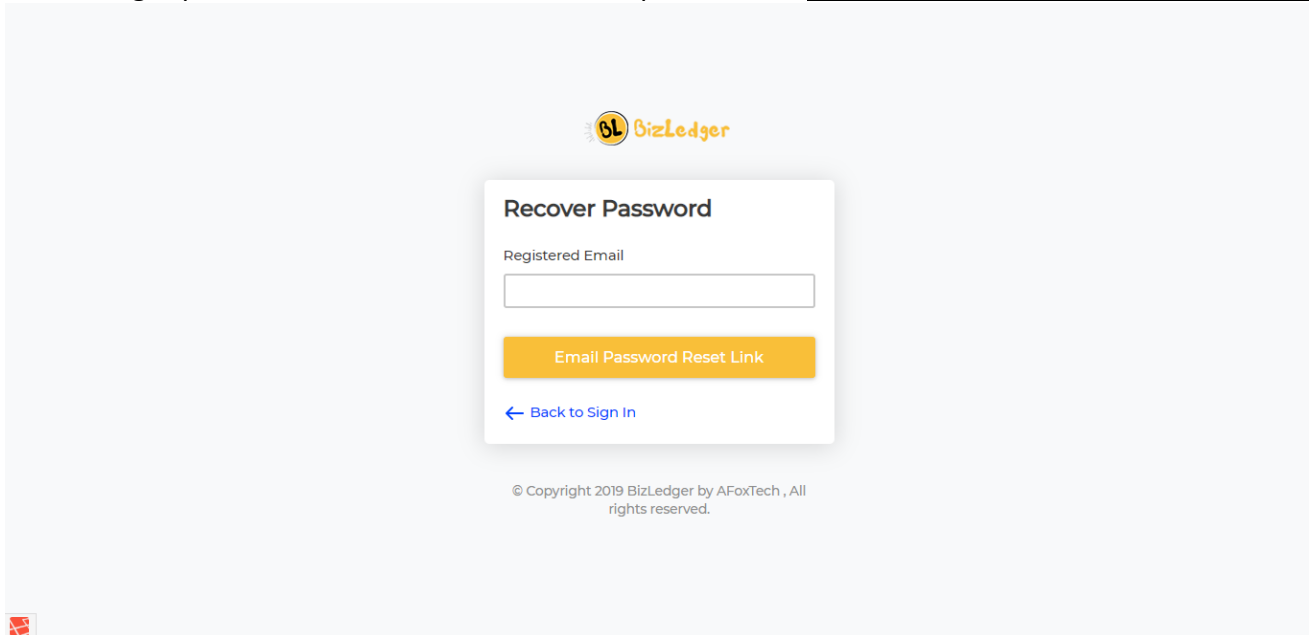 BL BizLedger
Recover Password
Registered Email
Email Password Reset Link
Back to Sign In
© Copyright 2019 BizLedger by AFoxTech , All
rights reserved.